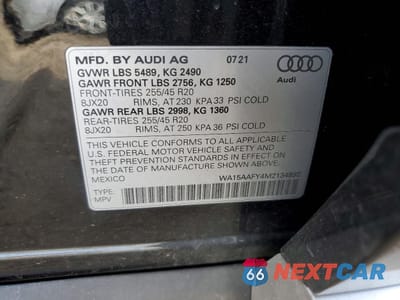 MFD. BY AUDI AG 07 21
GVWR LBS 5489, KG 2490
GAWR FRONT LBS 2756, KG 1250
FRONT-TIRES 255/45 R20
8JX20 RIMS, AT 230 KPA 33 PSI COLD
GAWR REAR LBS 2998, KG 1360
REAR-TIRES 255/45 R20
8JX20 RIMS, AT 250 KPA 36 PSI COLD
Audi
THIS VEHICLE CONFORMS TO ALL APPLICABLE
U.S. FEDERAL MOTOR VEHICLE SAFETY, BUMPER, AND
THEFT PREVENTION STANDARDS IN EFFECT ON THE
DATE OF MANUFACTURE SHOWN ABOVE.
MEXICO
TYPE:
MPV
66 NEXTCAR